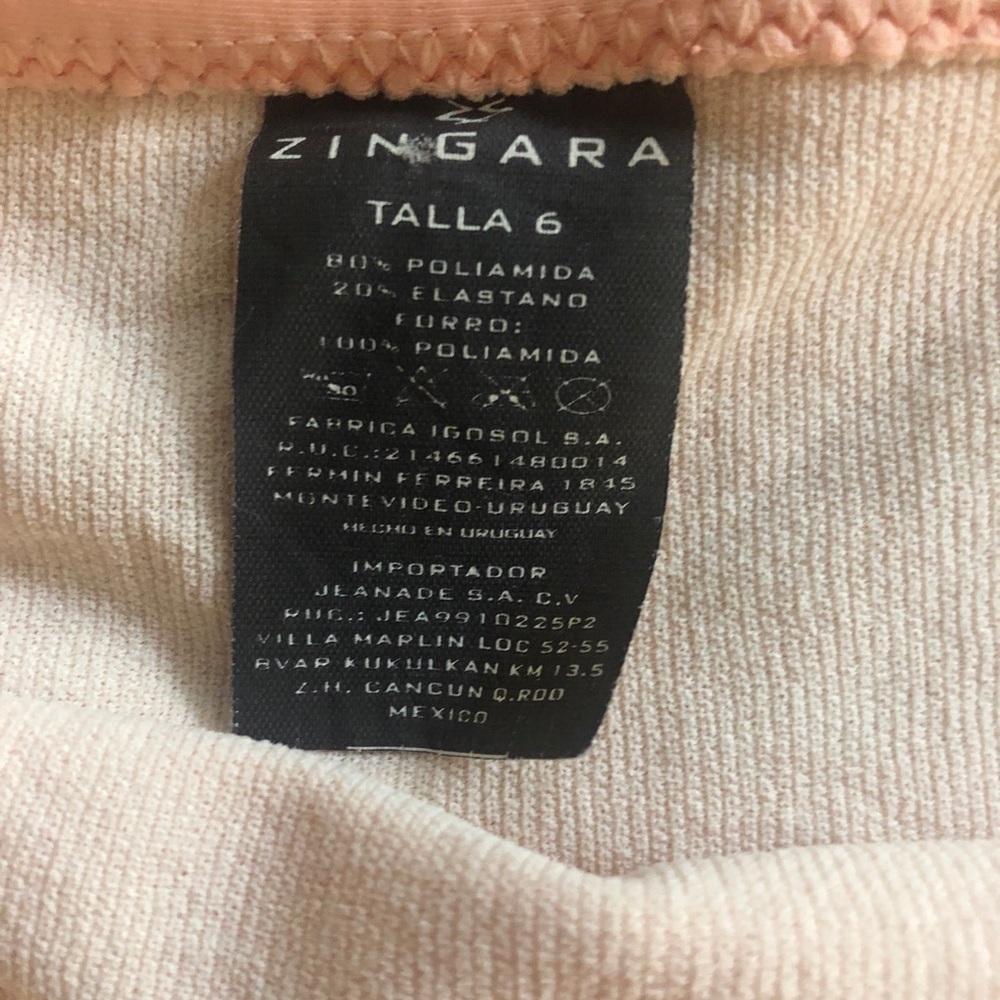 ZINGARA
TALLA 6
80% POLIAMIDA
20% ELASTANO
FORRO:
100% POLIAMIDA
30
FABRICA IGOSOL S.A.
R.U.C.:214661480014
FERMIN FERREIRA 1845
MONTEVIDEO-URUGUAY
HECHO EN URUGUAY
IMPORTADOR
JEANADE S.A. C.V
RUC.: JEA9910225P2
VILLA MARLIN LOC 52-55
BVAR KUKULKAN KM 13.5
Z.H. CANCUN Q.ROO
MEXICO